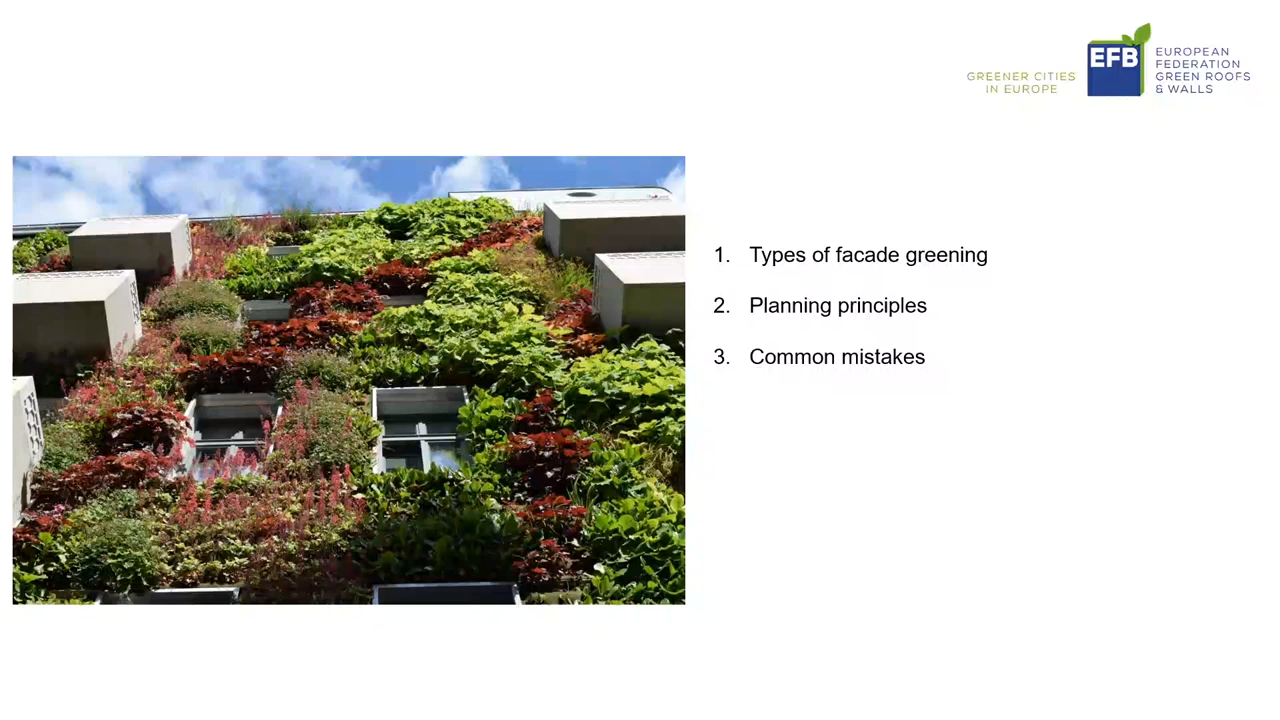 GREENER CITIES
IN EUROPE
EFB
EUROPEAN
FEDERATION
GREEN ROOFS
& WALLS
1. Types of facade greening
2. Planning principles
3. Common mistakes